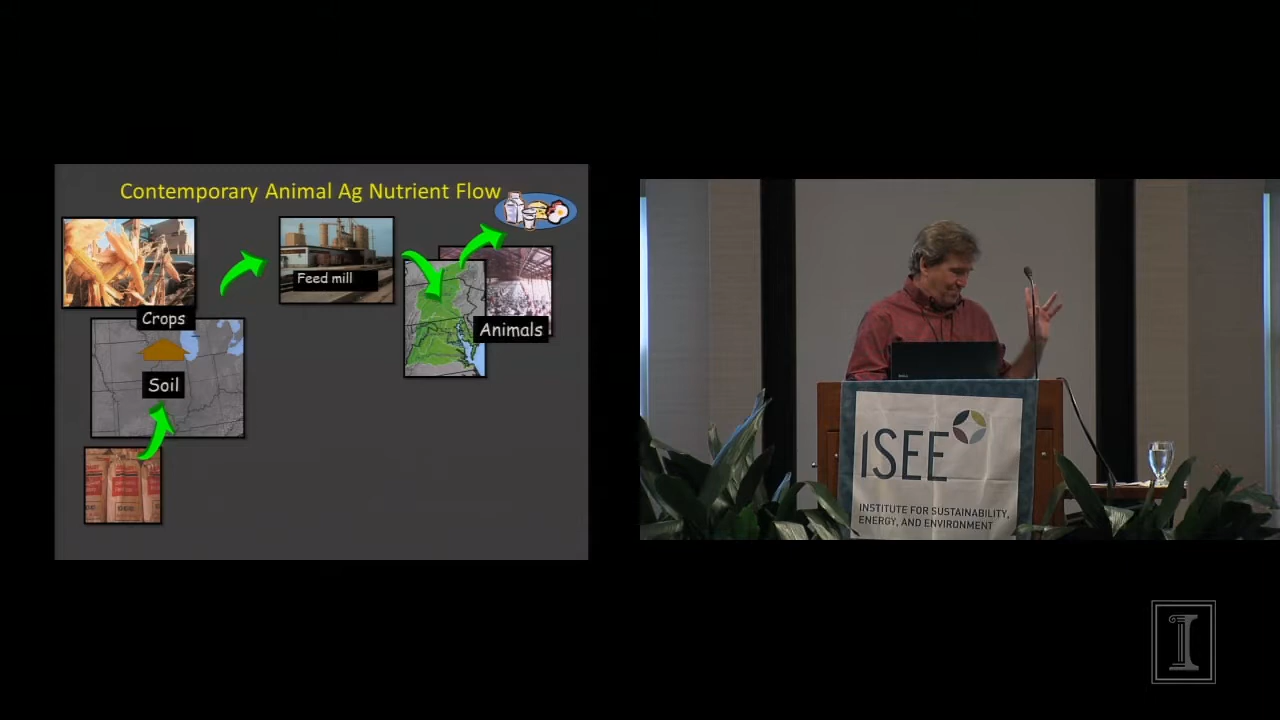 Contemporary Animal Ag Nutrient Flow
Feed mill
Crops
Animals
Soil
ISEE
INSTITUTE FOR SUSTAINABILITY,
ENERGY, AND ENVIRONMENT
I